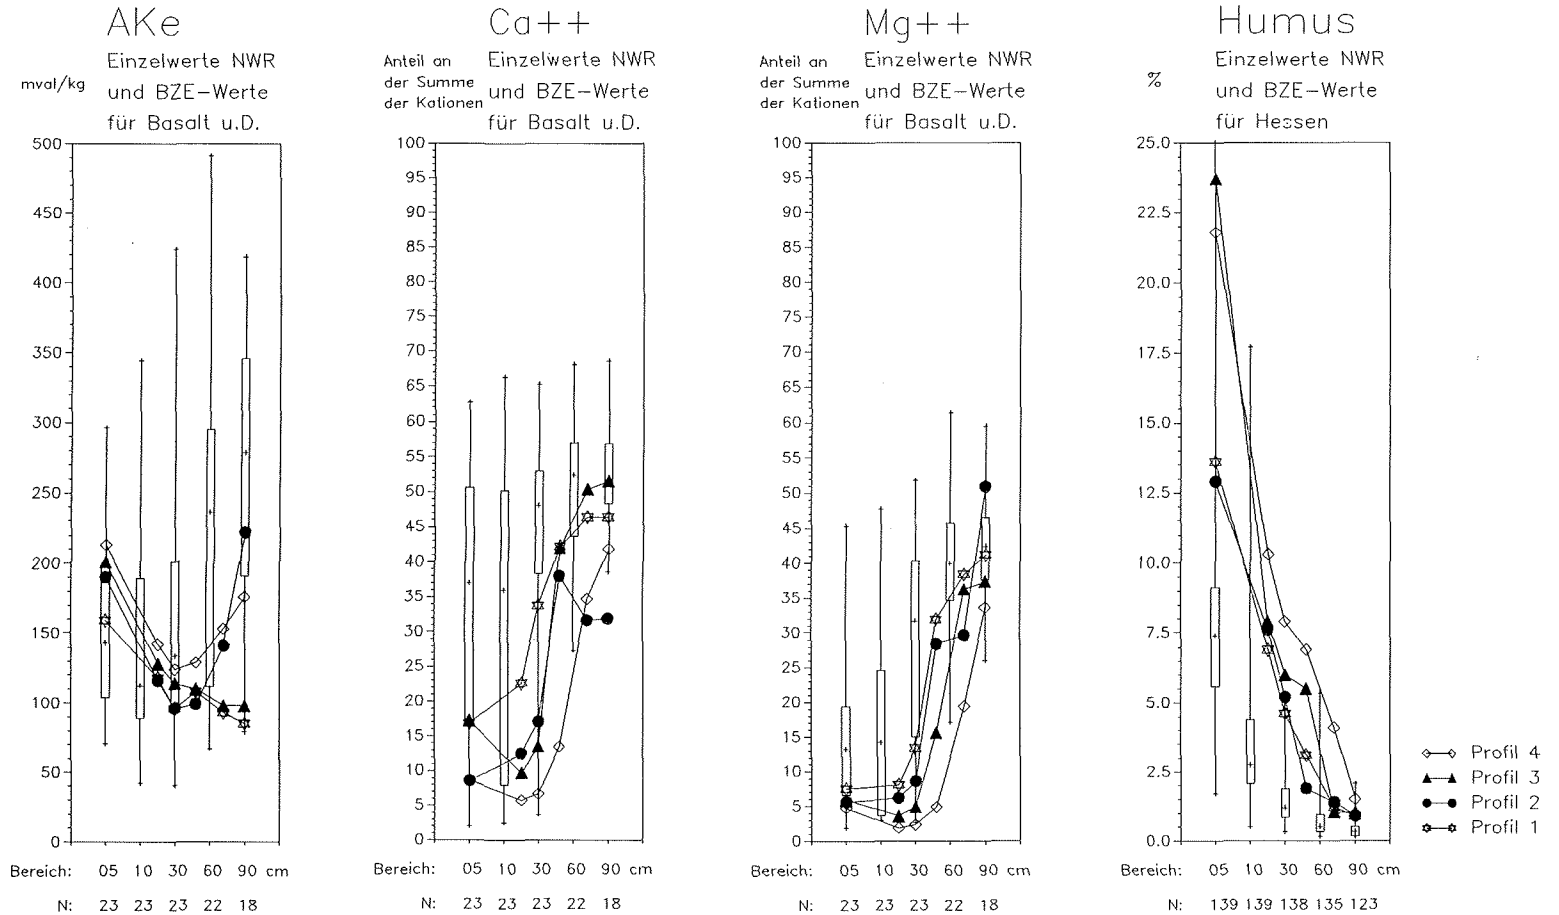 AKe
Einzelwerte NWR
mval/kg
und BZE-Werte
für Basalt u.D.
500
450
400
350
300
250
200
150
100
50
0
Bereich: 05 10 30 60 90 cm
N: 23 23 23 22 18
Ca++
Anteil an
der Summe
der Kationen
Einzelwerte NWR
und BZE-Werte
für Basalt u.D.
100
95
90
85
80
75
70
65
60
55
50
45
40
35
30
25
20
15
10
5
0
Bereich: 05 10 30 60 90 cm
N: 23 23 23 22 18
Mg++
Anteil an
der Summe
der Kationen
Einzelwerte NWR
und BZE-Werte
für Basalt u.D.
100
95
90
85
80
75
70
65
60
55
50
45
40
35
30
25
20
15
10
5
0
Bereich: 05 10 30 60 90 cm
N: 23 23 23 22 18
Humus
Einzelwerte NWR
%
und BZE-Werte
für Hessen
25.0
22.5
20.0
17.5
15.0
12.5
10.0
7.5
5.0
2.5
0.0
Bereich: 05 10 30 60 90 cm
N: 139 139 138 135 123
Profil 4
Profil 3
Profil 2
Profil 1